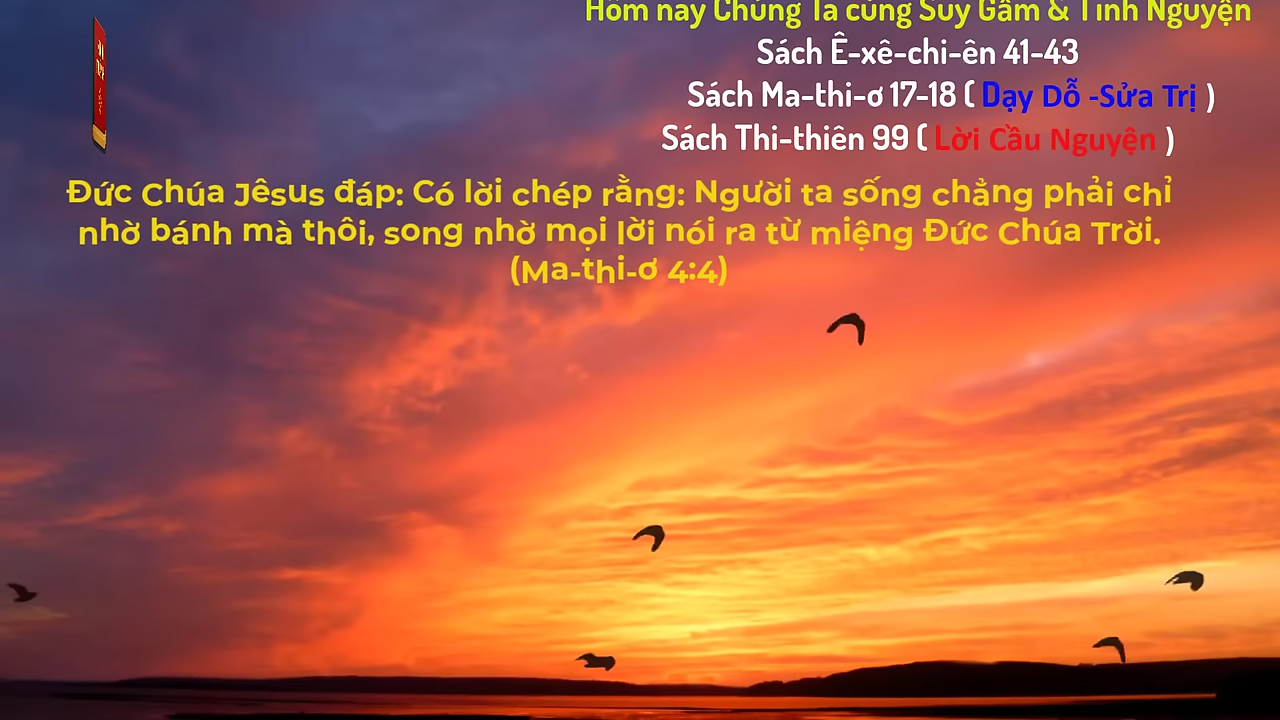 Hôm nay Chúng Ta cùng Suy Gẫm & Tĩnh Nguyện
Sách Ê-xê-chi-ên 41-43
Sách Ma-thi-ơ 17-18 ( Dạy Dỗ -Sửa Trị )
Sách Thi-thiên 99 ( Lời Cầu Nguyện )
Đức Chúa Jêsus đáp: Có lời chép rằng: Người ta sống chẳng phải chỉ
nhờ bánh mà thôi, song nhờ mọi lời nói ra từ miệng Đức Chúa Trời.
(Ma-thi-ơ 4:4)